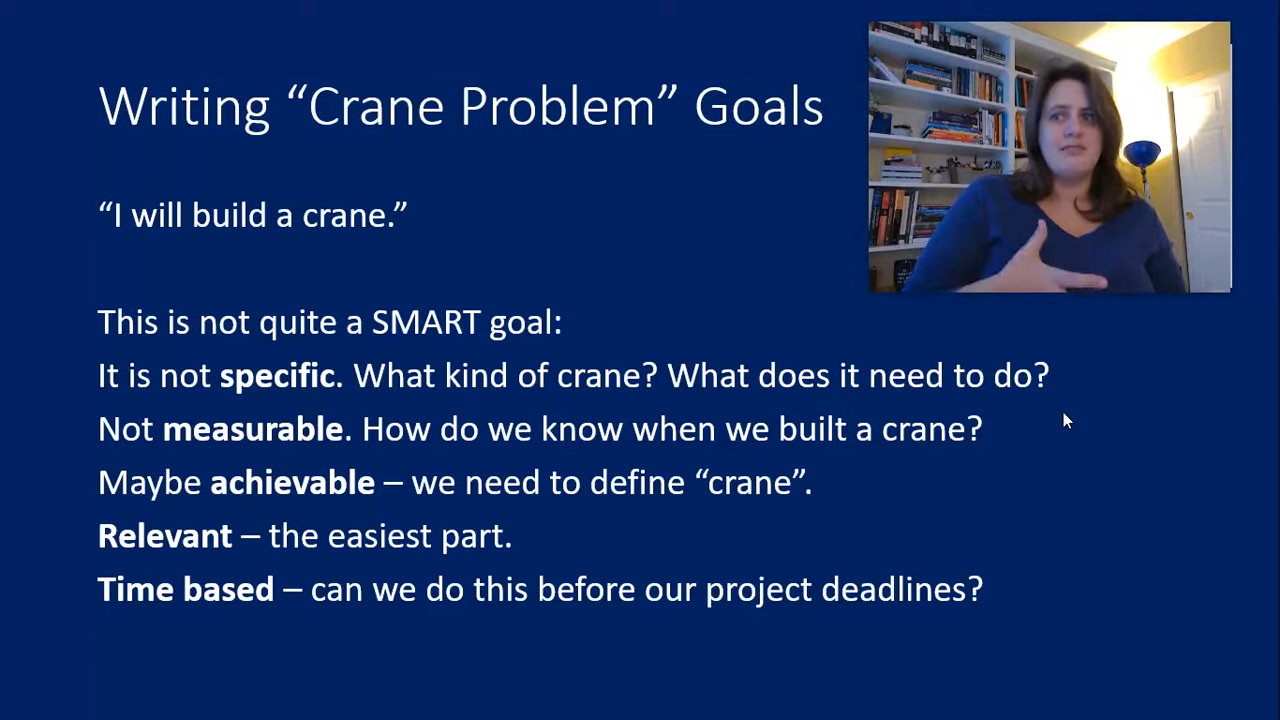 Writing “Crane Problem” Goals
“I will build a crane.”
This is not quite a SMART goal:
It is not specific. What kind of crane? What does it need to do?
Not measurable. How do we know when we built a crane?
Maybe achievable – we need to define “crane”.
Relevant – the easiest part.
Time based – can we do this before our project deadlines?